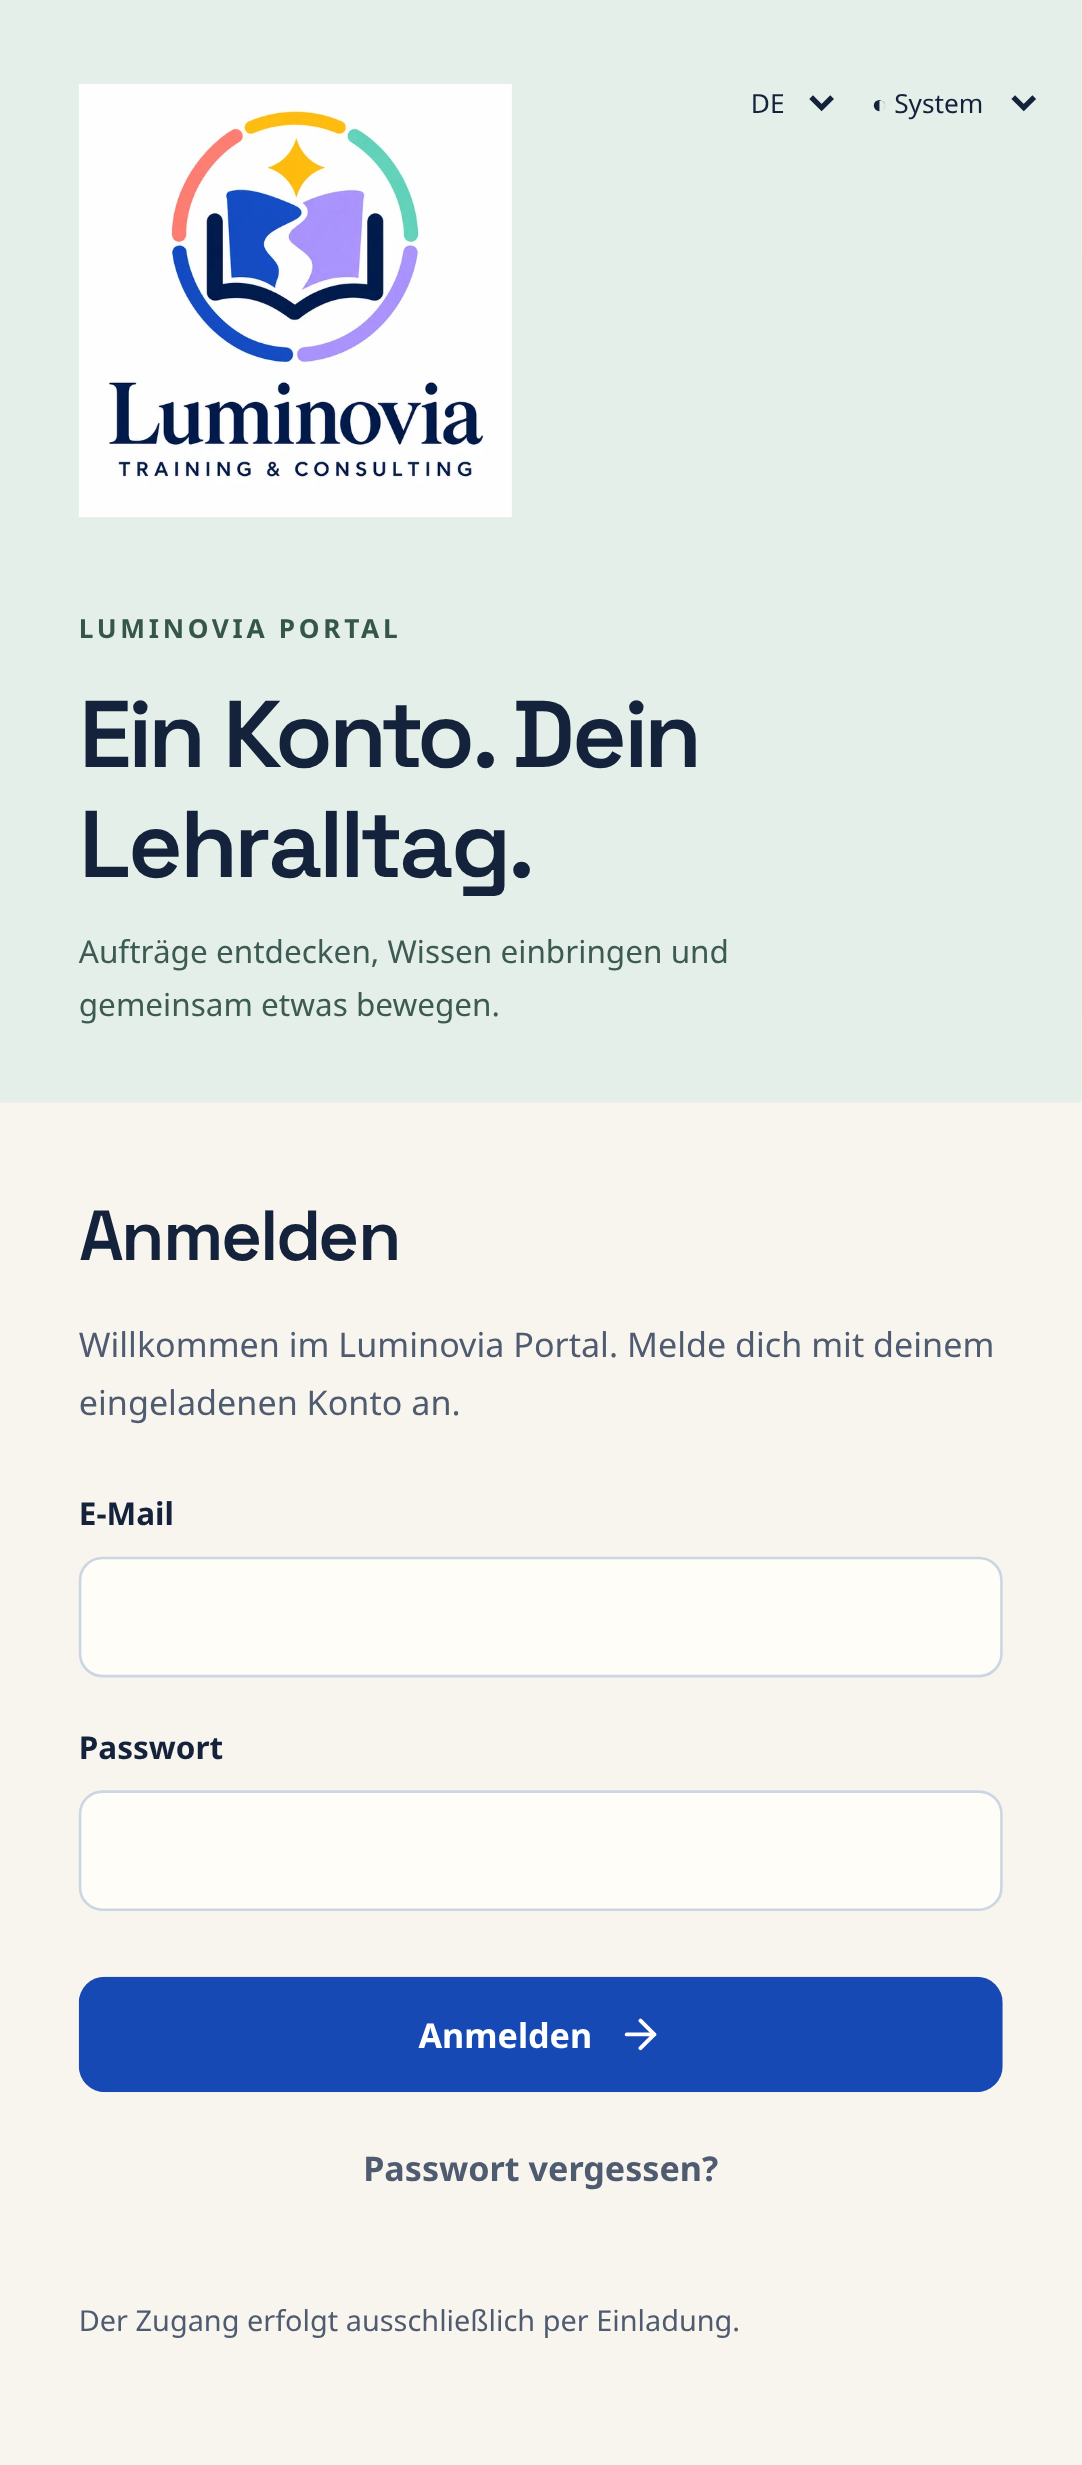 DE
System
Luminovia
TRAINING & CONSULTING
LUMINOVIA PORTAL
Ein Konto. Dein
Lehralltag.
Aufträge entdecken, Wissen einbringen und
gemeinsam etwas bewegen.
Anmelden
Willkommen im Luminovia Portal. Melde dich mit deinem
eingeladenen Konto an.
E-Mail
Passwort
Anmelden →
Passwort vergessen?
Der Zugang erfolgt ausschließlich per Einladung.